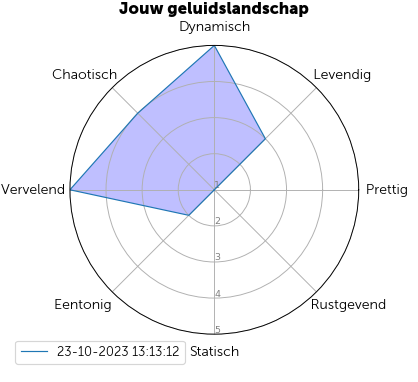 Jouw geluidslandschap
Dynamisch
Chaotisch
Levendig
Vervelend
1
Prettig
2
3
Eentonig
4
Rustgevend
5
23-10-2023 13:13:12
Statisch